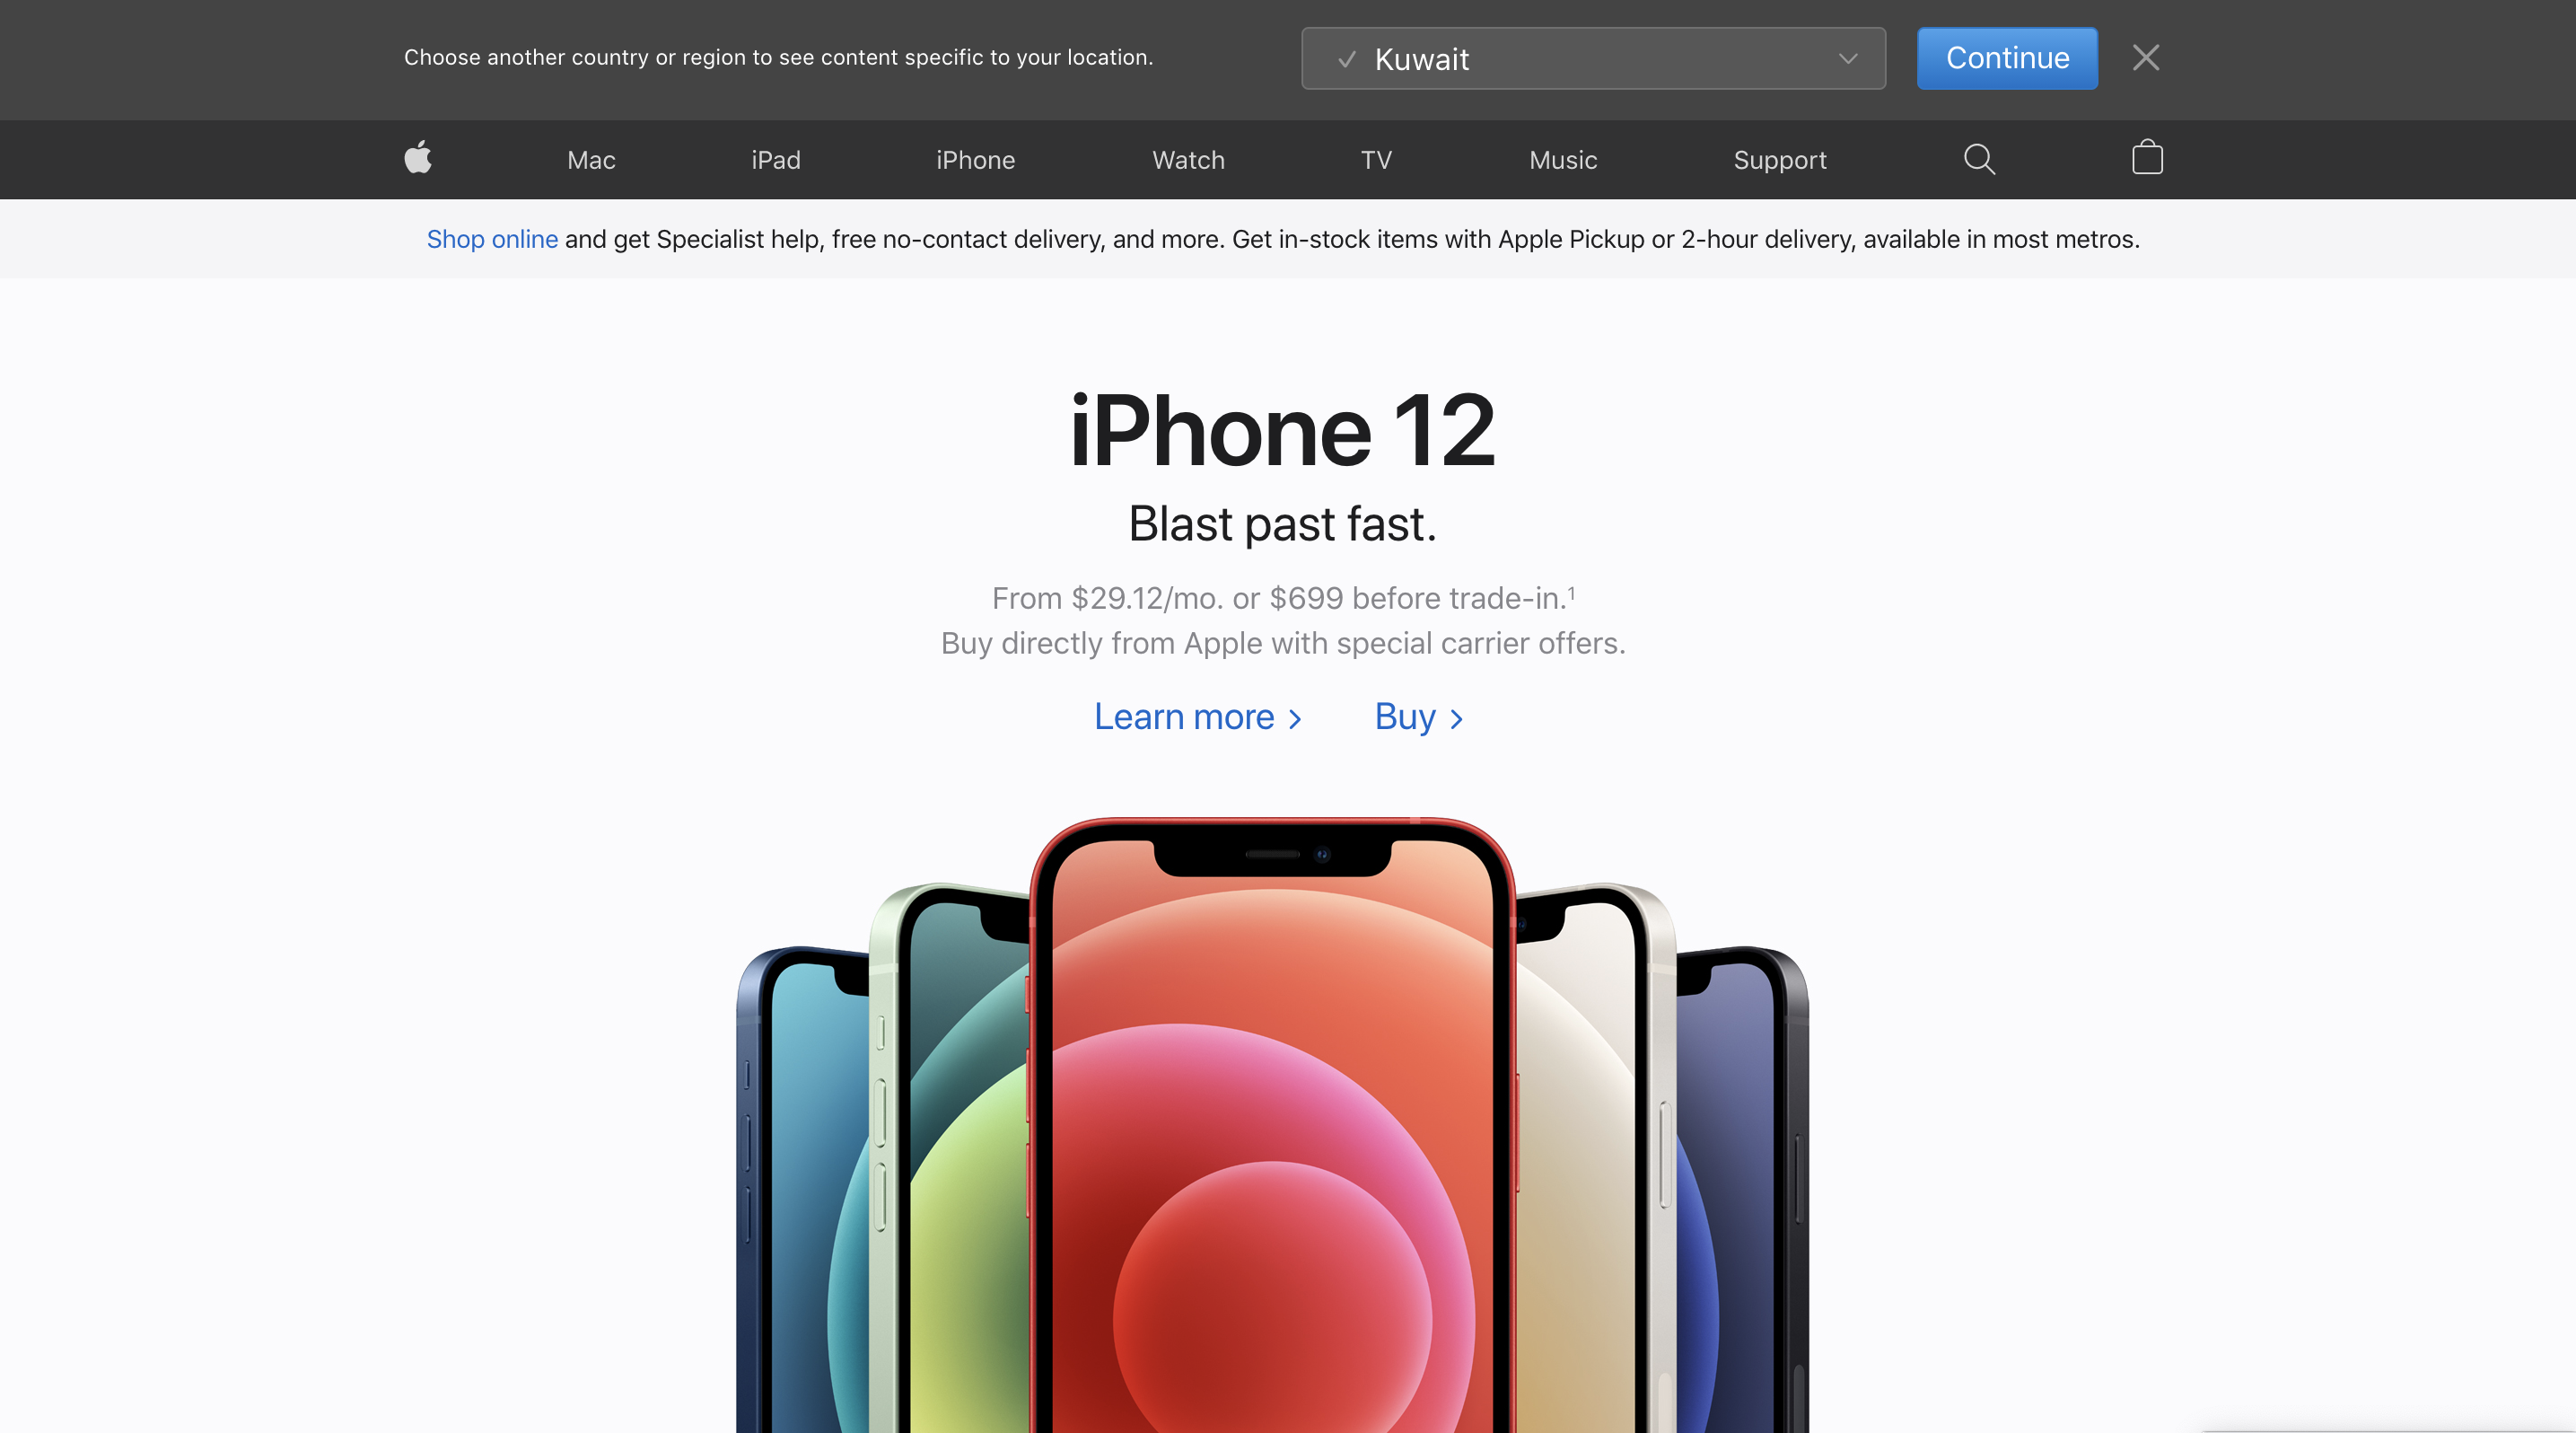 Choose another country or region to see content specific to your location.
Kuwait
Continue
Mac iPad iPhone Watch TV Music Support
Shop online and get Specialist help, free no-contact delivery, and more. Get in-stock items with Apple Pickup or 2-hour delivery, available in most metros.
iPhone 12
Blast past fast.
From $29.12/mo. or $699 before trade-in.¹
Buy directly from Apple with special carrier offers.
Learn more > Buy >